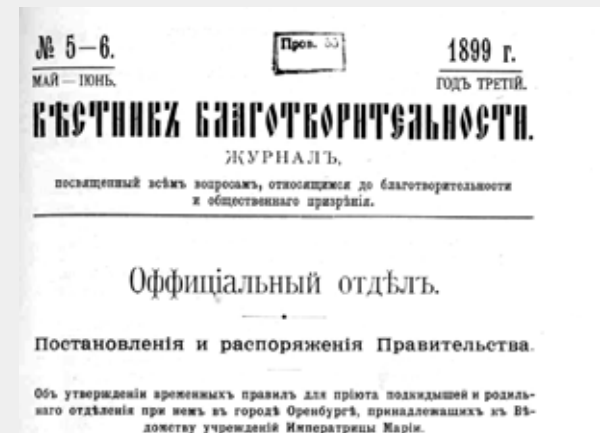 № 5—6.
Пров. 55
1899 г.
МАЙ — ІЮНЬ.
ГОДЪ ТРЕТІЙ.
ВѢСТНИКЪ БЛАГОТВОРИТЕЛЬНОСТИ.
ЖУРНАЛЪ,
посвященный всѣмъ вопросамъ, относящимся до благотворительности
и общественнаго призрѣнія.
Оффиціальный отдѣлъ.
Постановленія и распоряженія Правительства.
Объ утвержденіи временныхъ правилъ для пріюта подкидышей и родиль-
наго отдѣленія при немъ въ городѣ Оренбургѣ, принадлежащихъ къ Вѣ-
домству учрежденій Императрицы Маріи.